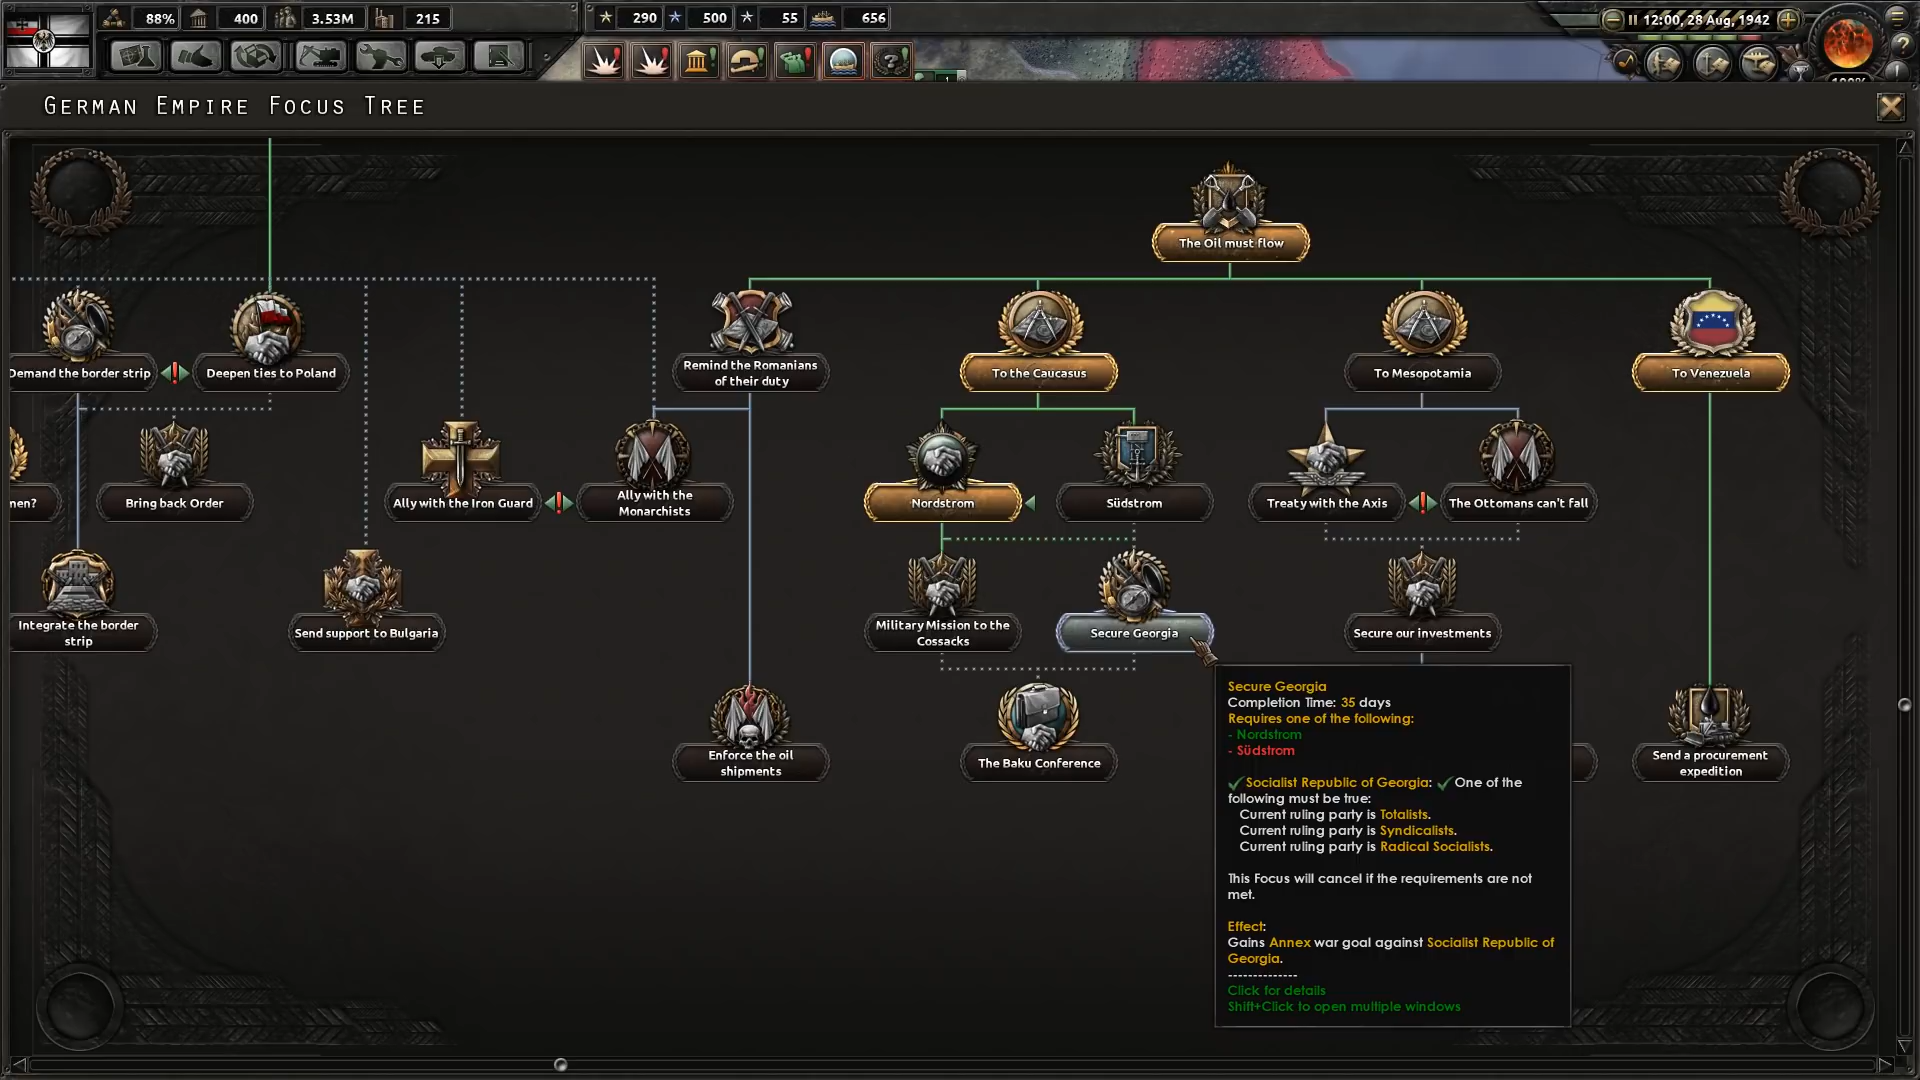 88%
400
3.53M
215
290
500
55
656
12:00, 28 Aug, 1942
GERMAN EMPIRE FOCUS TREE
The Oil must flow
Demand the border strip
Deepen ties to Poland
Remind the Romanians
of their duty
To the Caucasus
To Mesopotamia
To Venezuela
men?
Bring back Order
Ally with the Iron Guard
Ally with the
Monarchists
Nordstrom
Südstrom
Treaty with the Axis
The Ottomans can't fall
Integrate the border
strip
Send support to Bulgaria
Military Mission to the
Cossacks
Secure Georgia
Secure our investments
Enforce the oil
shipments
The Baku Conference
Send a procurement
expedition
Secure Georgia
Completion Time: 35 days
Requires one of the following:
- Nordstrom
- Südstrom
Socialist Republic of Georgia: One of the
following must be true:
Current ruling party is Totalists.
Current ruling party is Syndicalists.
Current ruling party is Radical Socialists.
This Focus will cancel if the requirements are not
met.
Effect:
Gains Annex war goal against Socialist Republic of
Georgia.
--------------
Click for details
Shift+Click to open multiple windows